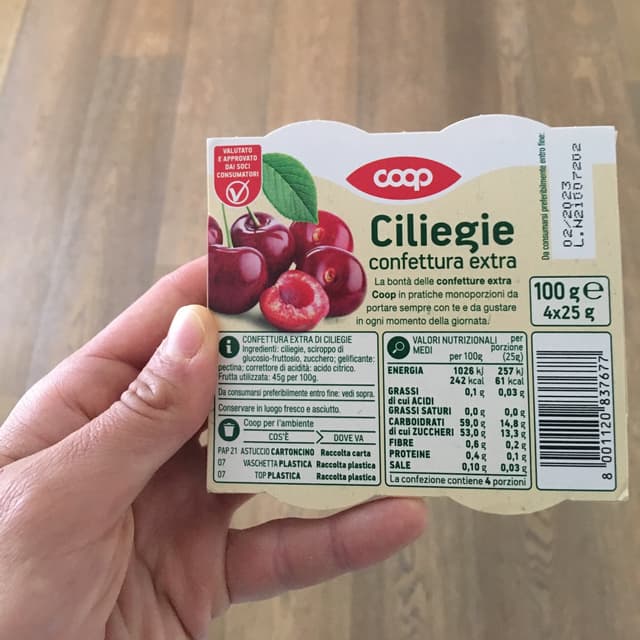 VALUTATO
E APPROVATO
DAI SOCI
CONSUMATORI
coop
Ciliegie
confettura extra
La bontà delle confetture extra
Coop in pratiche monoporzioni da
portare sempre con te e da gustare
in ogni momento della giornata.
Da consumarsi preferibilmente entro fine:
02/2023
L.N21607202
100 g e
4x25 g
CONFETTURA EXTRA DI CILIEGIE
Ingredienti: ciliegie, sciroppo di
glucosio-fruttosio, zucchero; gelificante:
pectina; correttore di acidità: acido citrico.
Frutta utilizzata: 45g per 100g.
Da consumarsi preferibilmente entro fine: vedi sopra.
Conservare in luogo fresco e asciutto.
Coop per l'ambiente
COS'È DOVE VA
PAP 21 ASTUCCIO CARTONCINO Raccolta carta
07 VASCHETTA PLASTICA Raccolta plastica
07 TOP PLASTICA Raccolta plastica
VALORI NUTRIZIONALI MEDI per 100g per porzione (25g)
ENERGIA 1026 kj 257 kj
242 kcal 61 kcal
GRASSI 0,1 g 0,03 g
di cui ACIDI
GRASSI SATURI 0,0 g 0,0 g
CARBOIDRATI 59,0 g 14,8 g
di cui ZUCCHERI 53,0 g 13,3 g
FIBRE 0,6 g 0,2 g
PROTEINE 0,4 g 0,1 g
SALE 0,10 g 0,03 g
La confezione contiene 4 porzioni
8 001120 837677